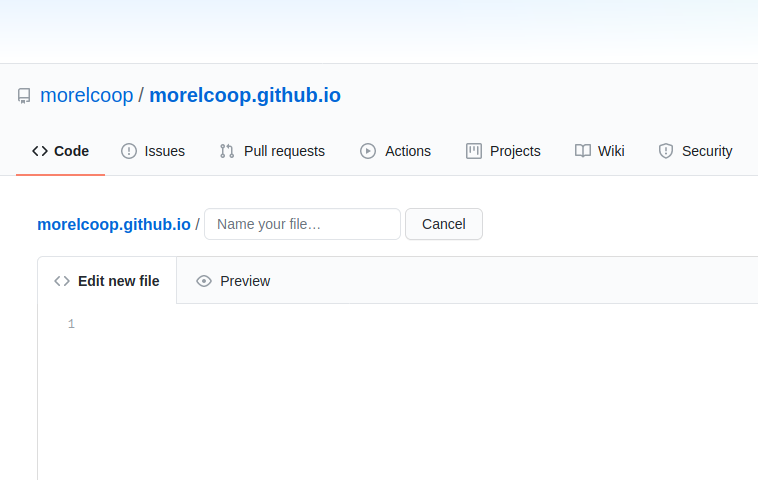 morelcoop / morelcoop.github.io
Code Issues Pull requests Actions Projects Wiki Security
morelcoop.github.io / Name your file… Cancel
Edit new file Preview
1